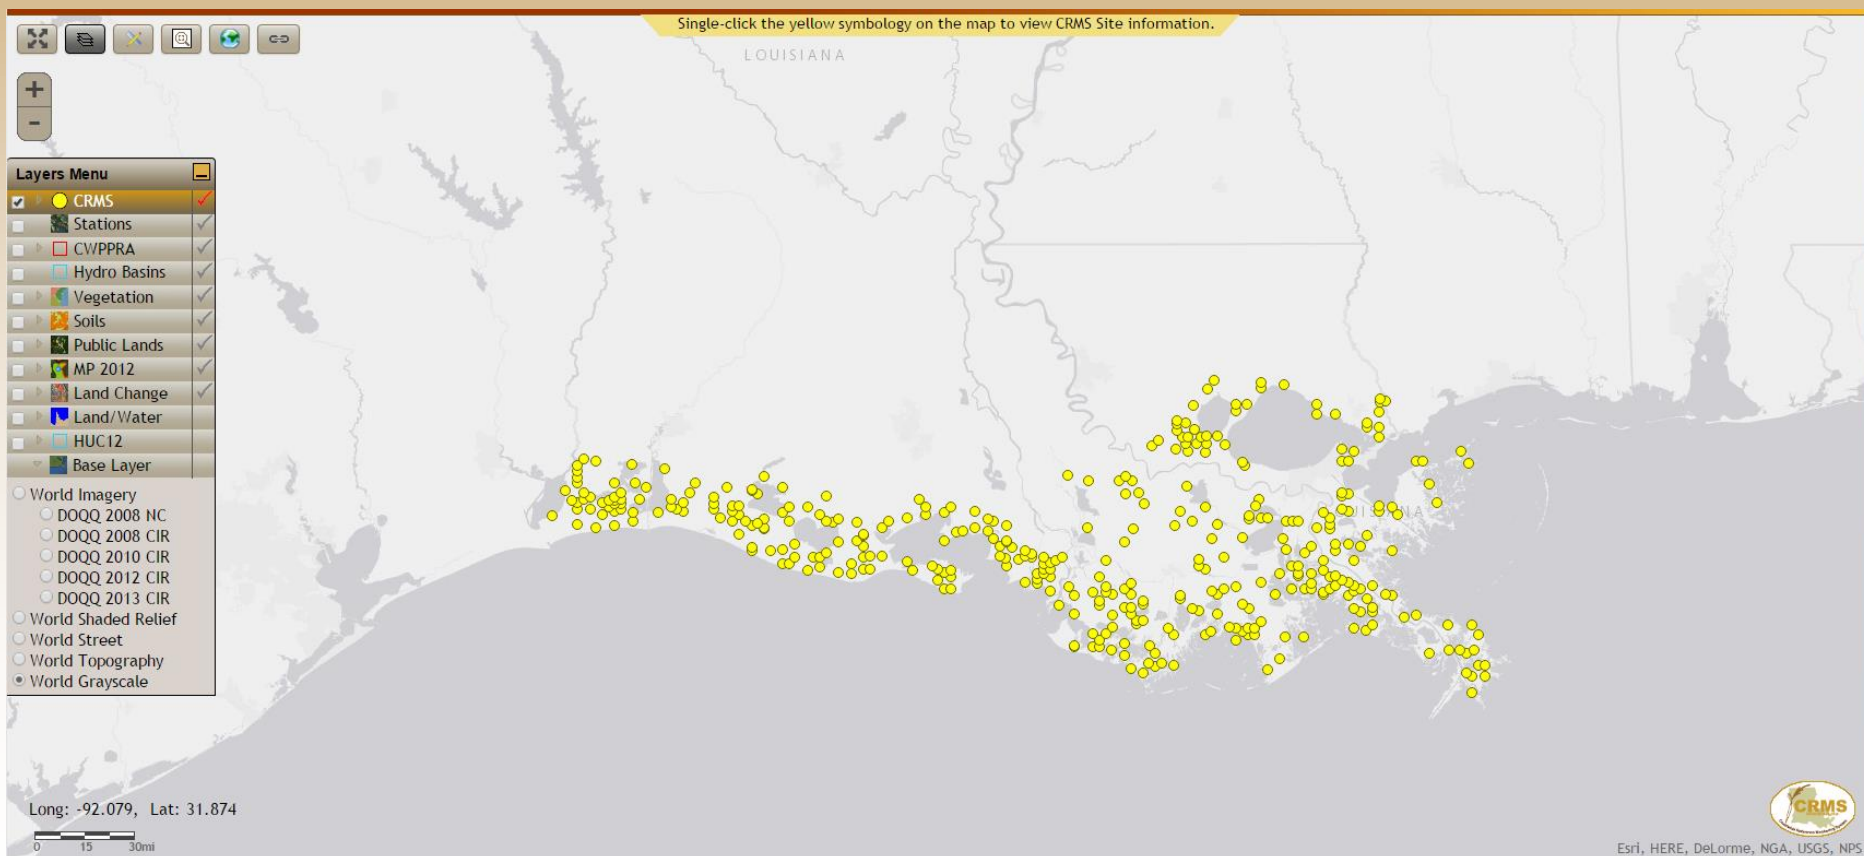 Single-click the yellow symbology on the map to view CRMS Site information.
LOUISIANA
+
-
Layers Menu
CRMS
Stations
CWPPRA
Hydro Basins
Vegetation
Soils
Public Lands
MP 2012
Land Change
Land/Water
HUC12
Base Layer
World Imagery
DOQQ 2008 NC
DOQQ 2008 CIR
DOQQ 2010 CIR
DOQQ 2012 CIR
DOQQ 2013 CIR
World Shaded Relief
World Street
World Topography
World Grayscale
Long: -92.079, Lat: 31.874
0 15 30mi
CRMS
Esri, HERE, DeLorme, NGA, USGS, NPS